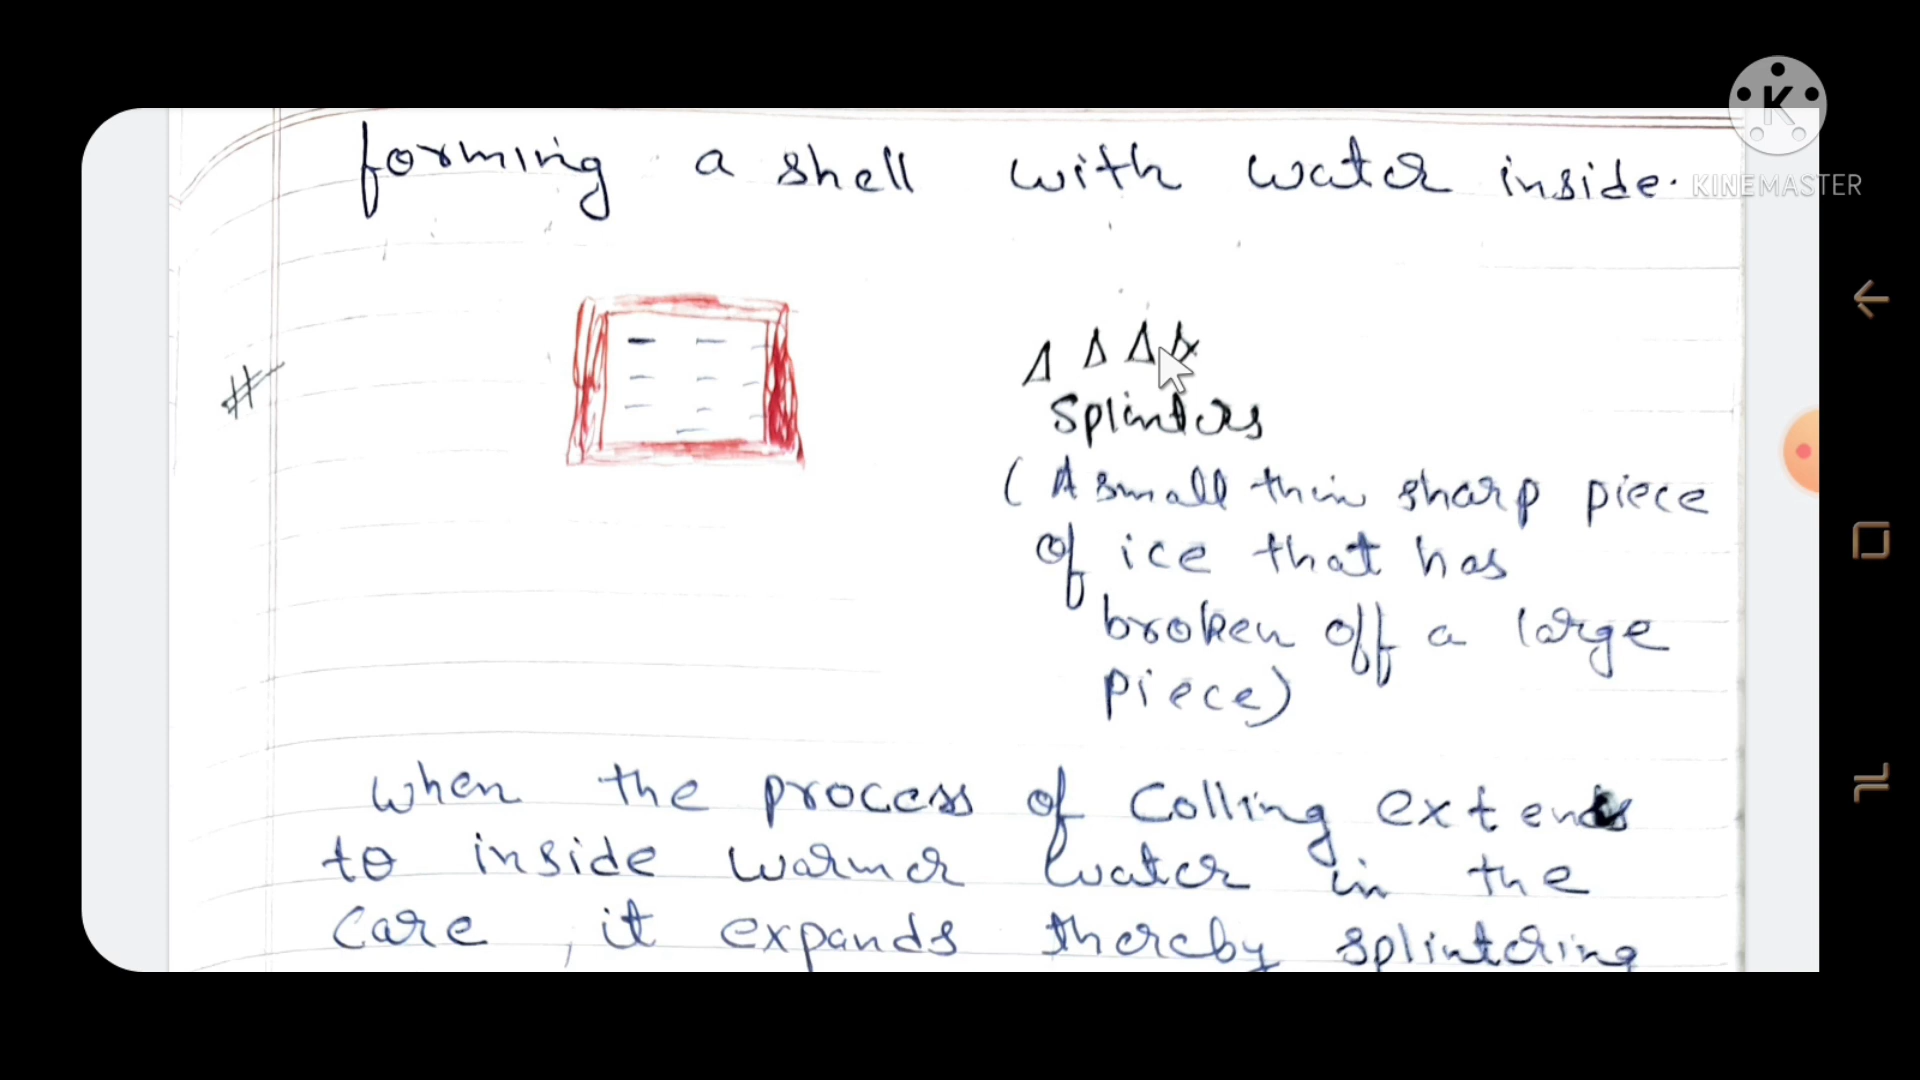 forming a shell with water inside.
KINEMASTER
#
Splinters
(A small thin sharp piece
of ice that has
broken off a large
piece)
when the process of Colling extends
to inside warmer water in the
Care, it expands thereby splintering